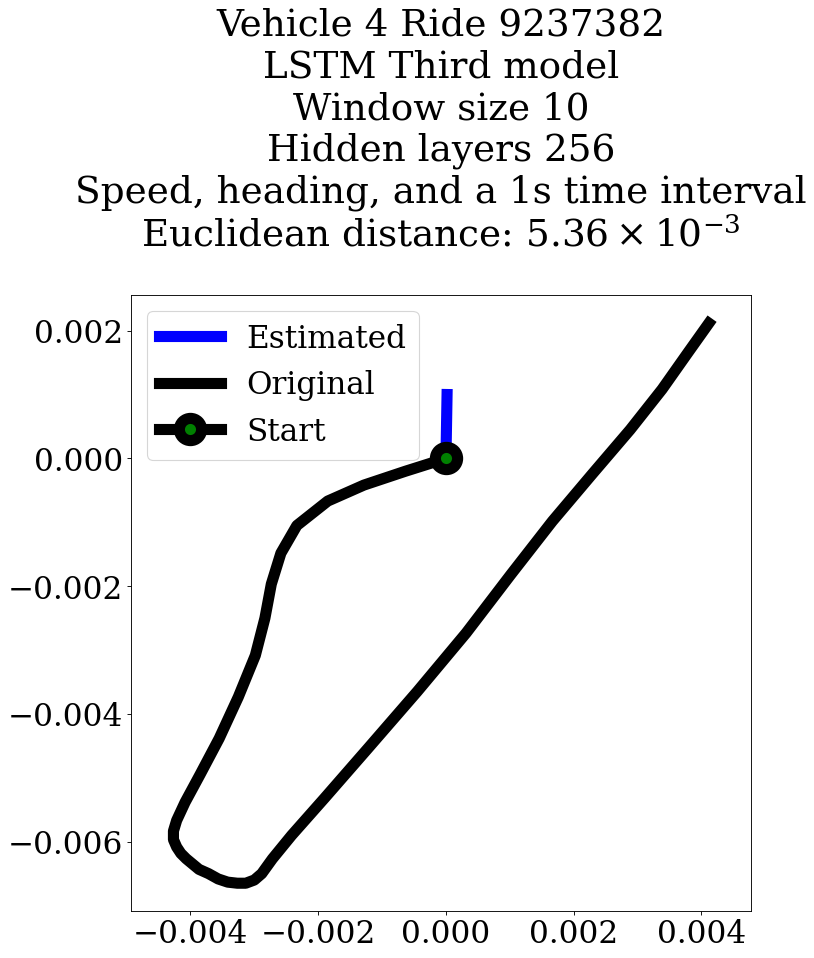 Vehicle 4 Ride 9237382
LSTM Third model
Window size 10
Hidden layers 256
Speed, heading, and a 1s time interval
Euclidean distance: 5.36 × 10⁻³
Estimated
Original
Start
0.002
0.000
−0.002
−0.004
−0.006
−0.004 −0.002 0.000 0.002 0.004